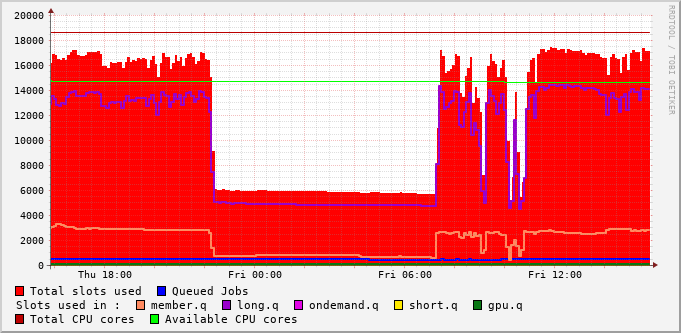 20000
18000
16000
14000
12000
10000
8000
6000
4000
2000
0
Thu 18:00 Fri 00:00 Fri 06:00 Fri 12:00
RRDTOOL / TOBI OETIKER
Total slots used Queued Jobs
Slots used in : member.q long.q ondemand.q short.q gpu.q
Total CPU cores Available CPU cores